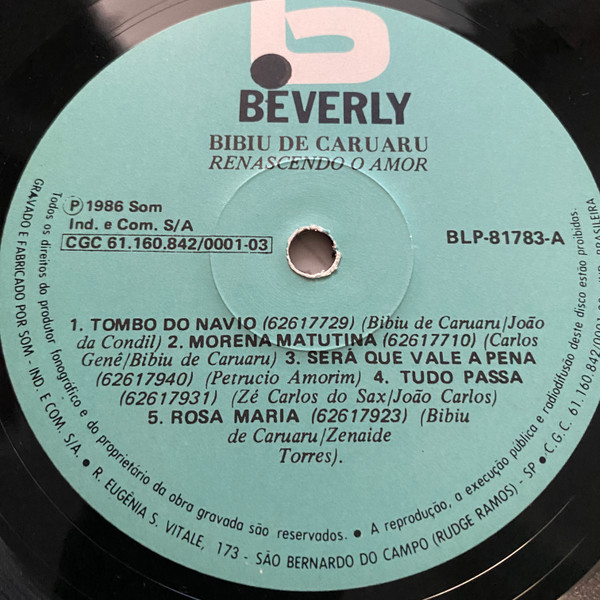 b
BEVERLY
BIBIU DE CARUARU
RENASCENDO O AMOR
Ⓟ 1986 Som
Ind. e Com. S/A
CGC 61.160.842/0001-03
BLP-81783-A
1. TOMBO DO NAVIO (62617729) (Bibiu de Caruaru/João
da Condil) 2. MORENA MATUTINA (62617710) (Carlos
Genê/Bibiu de Caruaru) 3. SERÁ QUE VALE A PENA
(62617940) (Petrucio Amorim) 4. TUDO PASSA
(62617931) (Zé Carlos do Sax/João Carlos)
5. ROSA MARIA (62617923) (Bibiu
de Caruaru/Zenaide
Torres).
GRAVADO E FABRICADO POR SOM - IND. E COM. S/A. • R. EUGÊNIA S. VITALE, 173 - SÃO BERNARDO DO CAMPO (RUDGE RAMOS) - SP • C.G.C. 61.160.842/0001 BRASILEIRA
Todos os direitos do produtor fonográfico e do proprietário da obra gravada são reservados. • A reprodução, a execução pública e radiodifusão deste disco estão proibidas.